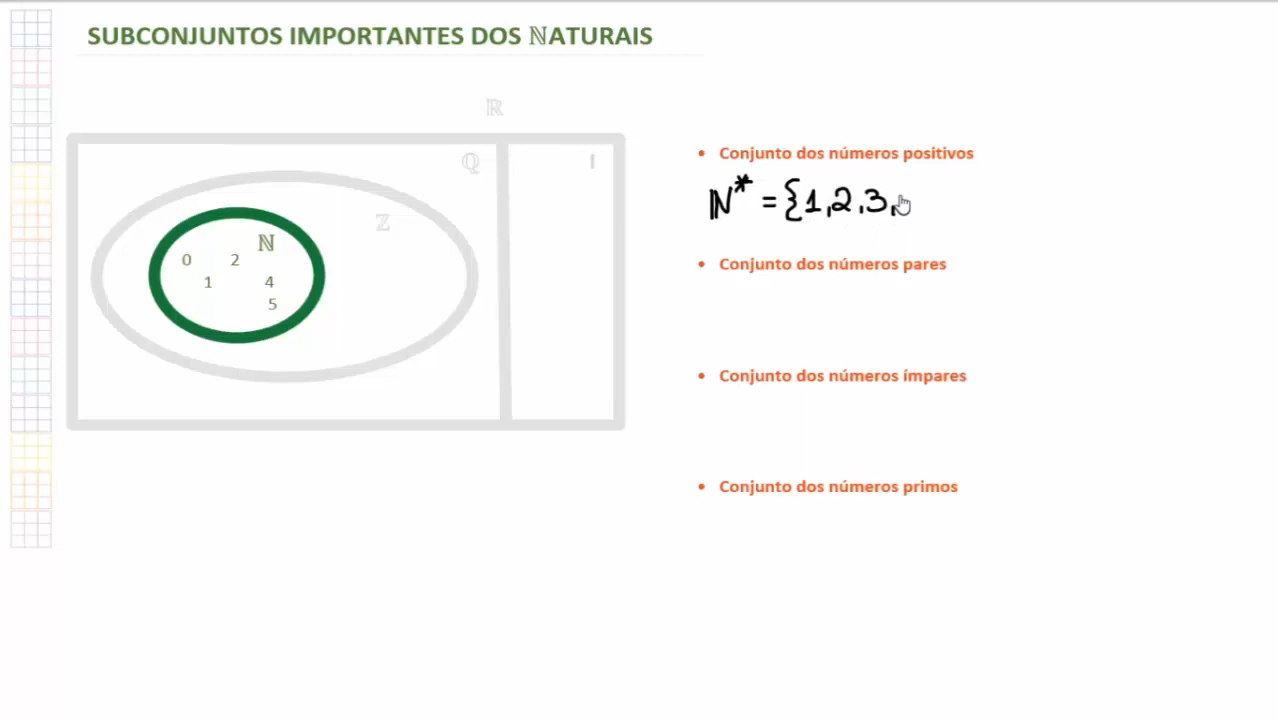 SUBCONJUNTOS IMPORTANTES DOS ℕATURAIS
ℝ
ℚ
I
ℤ
ℕ
0 2
1 4
5
• Conjunto dos números positivos
ℕ* = {1,2,3,
• Conjunto dos números pares
• Conjunto dos números ímpares
• Conjunto dos números primos